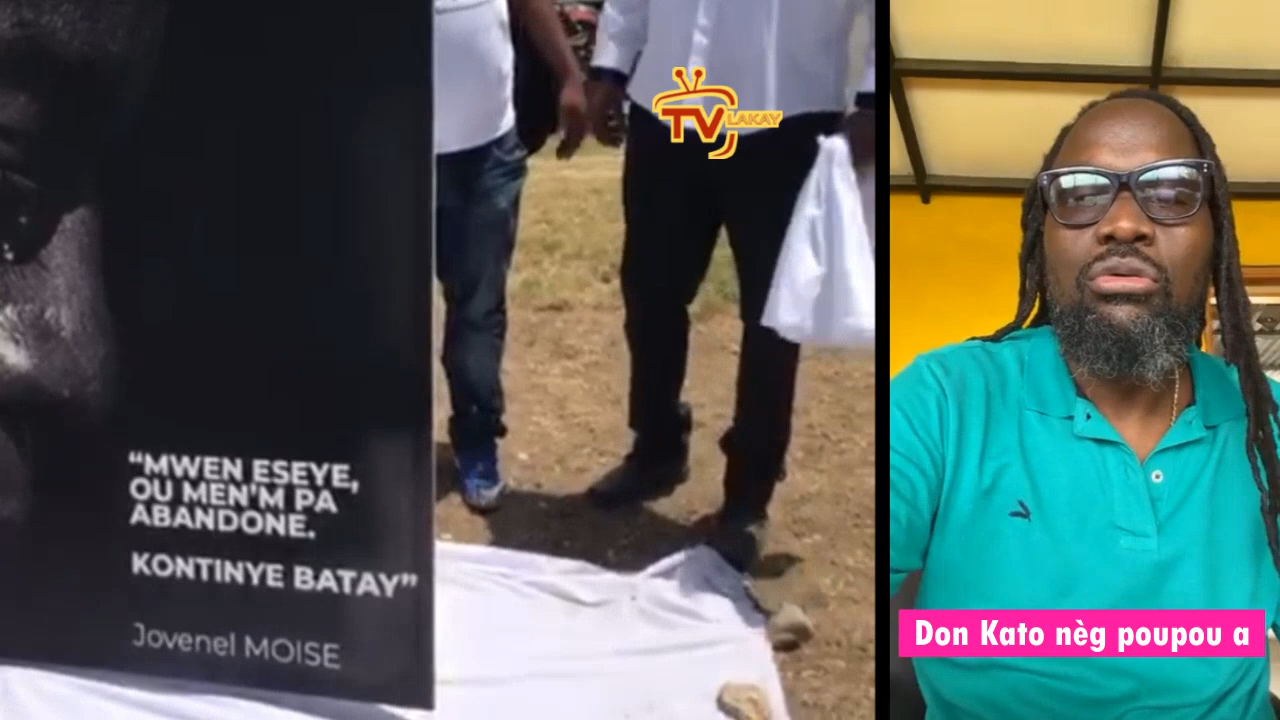 TV LAKAY
“MWEN ESEYE,
OU MEN’M PA
ABANDONE.
KONTINYE BATAY”
Jovenel MOISE
Don Kato nèg poupou a